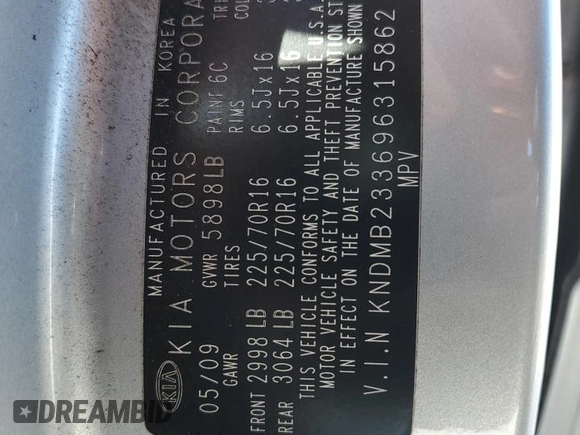 MANUFACTURED IN KOREA
KIA KIA MOTORS CORPORA
05/09 GVWR 5898LB PAINT 6C TRI
GAWR TIRES RIMS COL
FRONT 2998 LB 225/70R16 6.5Jx16
REAR 3064 LB 225/70R16 6.5Jx16
THIS VEHICLE CONFORMS TO ALL APPLICABLE U.S.A.
MOTOR VEHICLE SAFETY AND THEFT PREVENTION ST
IN EFFECT ON THE DATE OF MANUFACTURE SHOWN
V.I.N KNDMB233696315862
MPV
DREAMBID